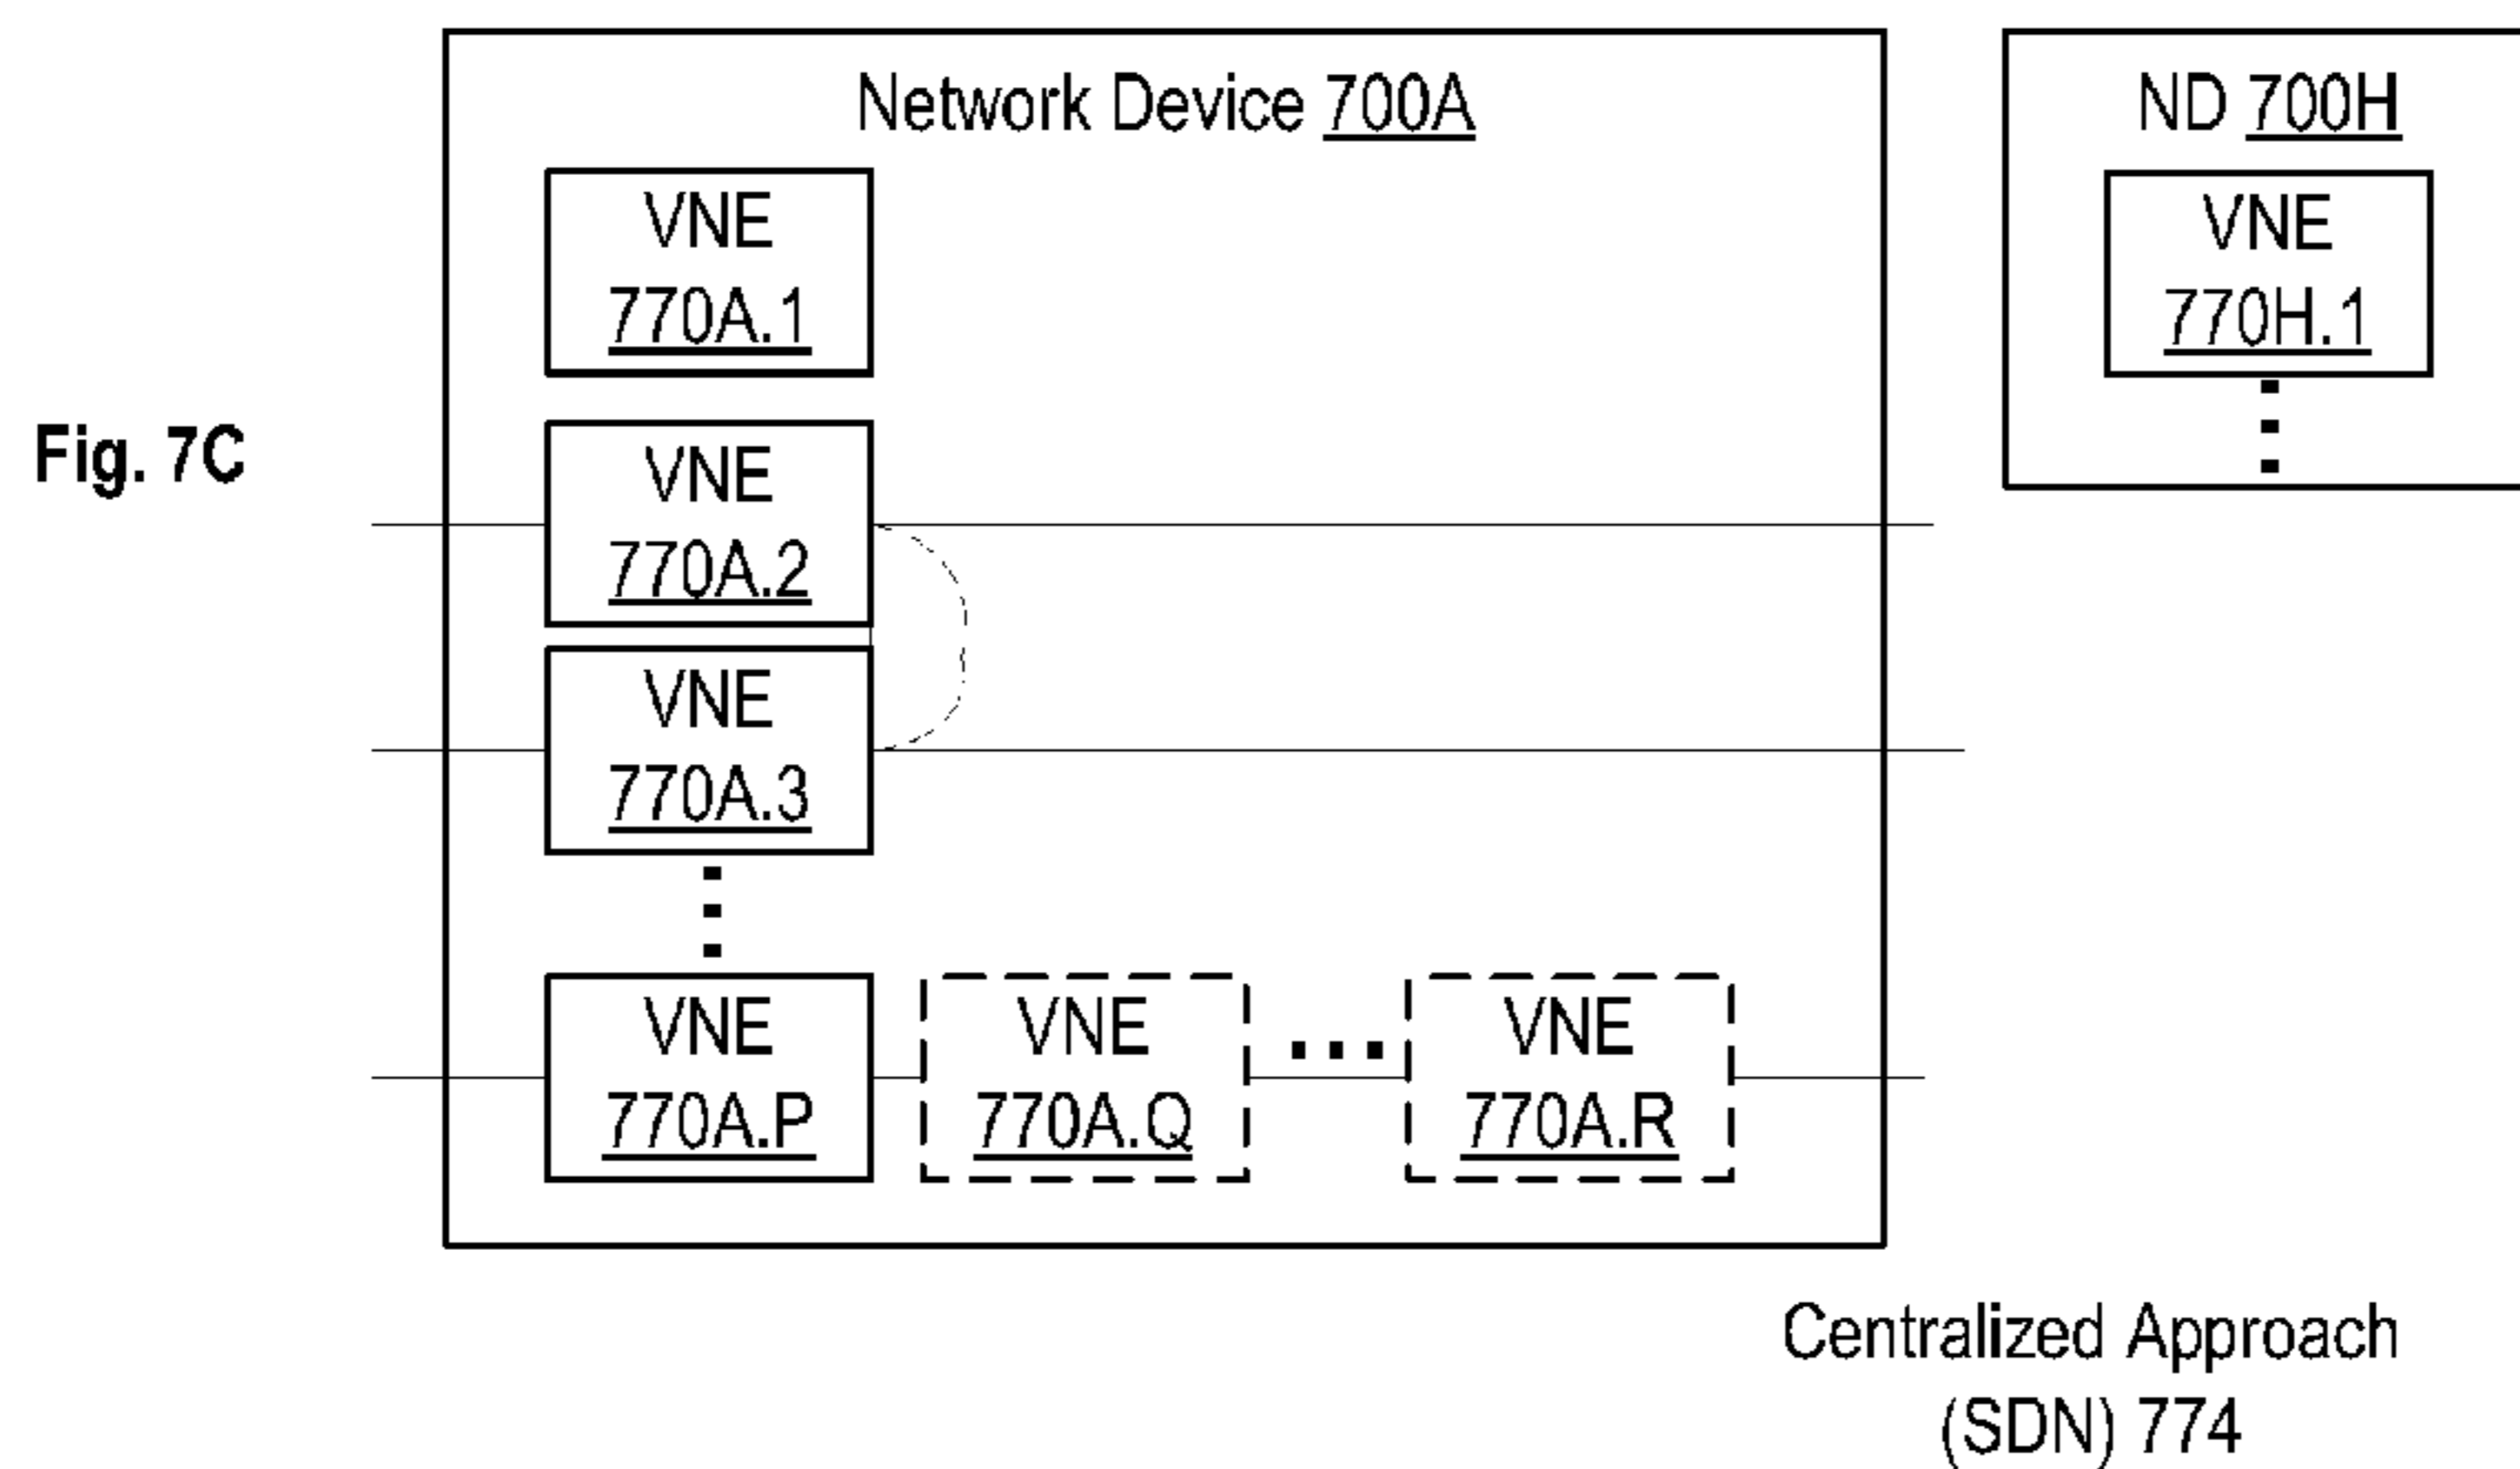 Network Device 700A
ND 700H
VNE
770A.1
VNE
770H.1
Fig. 7C
VNE
770A.2
VNE
770A.3
VNE
770A.P
VNE
770A.Q
VNE
770A.R
Centralized Approach
(SDN) 774